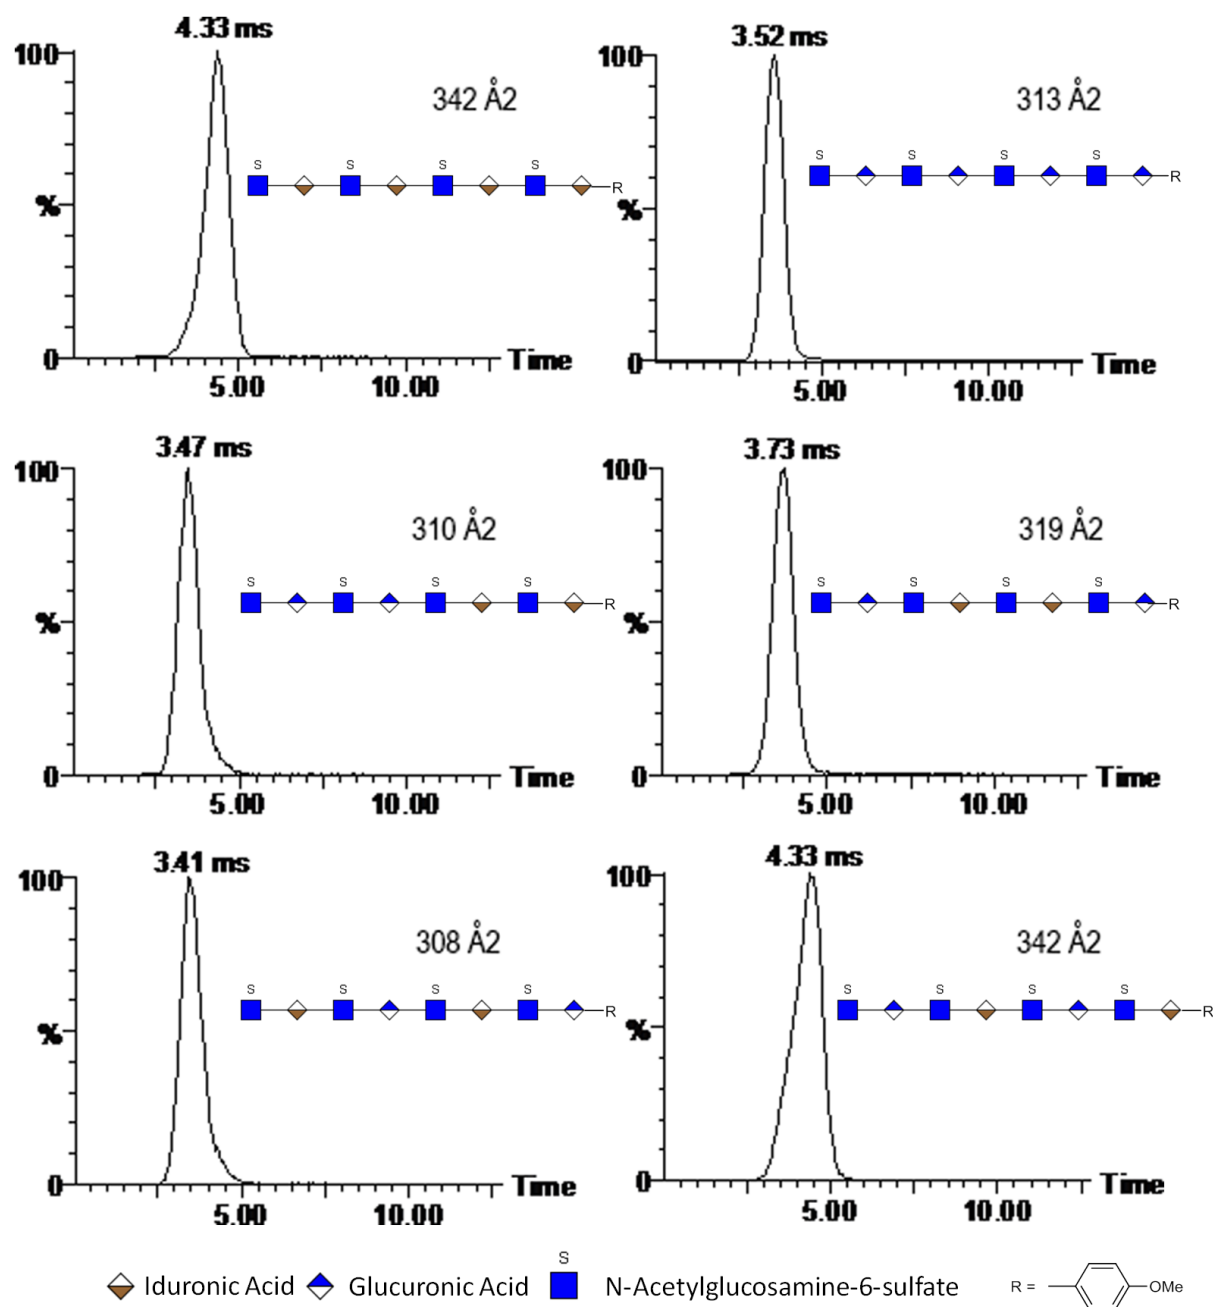 4.33 ms
100
342 Å2
S S S S
R
%
0
Time
5.00 10.00
3.52 ms
100
313 Å2
S S S S
R
%
0
Time
5.00 10.00
3.47 ms
100
310 Å2
S S S S
R
%
0
Time
5.00 10.00
3.73 ms
100
319 Å2
S S S S
R
%
0
Time
5.00 10.00
3.41 ms
100
308 Å2
S S S S
R
%
0
Time
5.00 10.00
4.33 ms
100
342 Å2
S S S S
R
%
0
Time
5.00 10.00
Iduronic Acid Glucuronic Acid S N-Acetylglucosamine-6-sulfate R = OMe